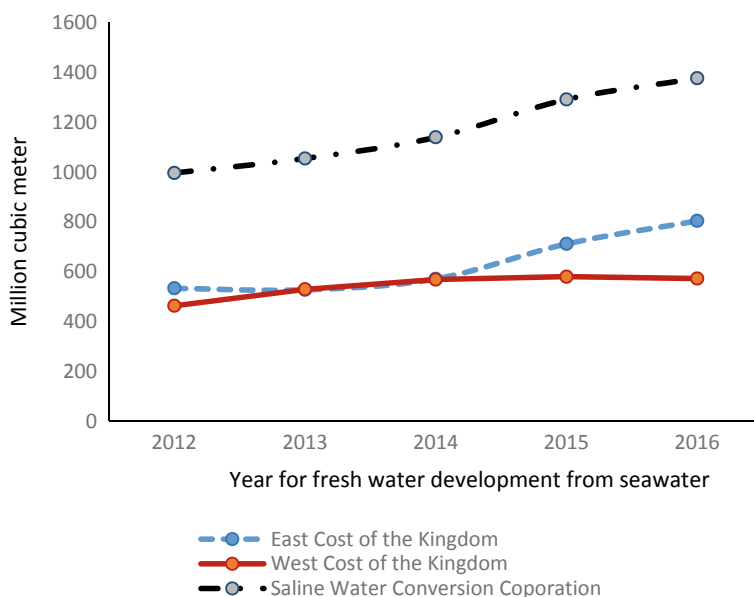 1600
1400
1200
1000
800
600
400
200
0
Million cubic meter
2012 2013 2014 2015 2016
Year for fresh water development from seawater
East Cost of the Kingdom
West Cost of the Kingdom
Saline Water Conversion Coporation